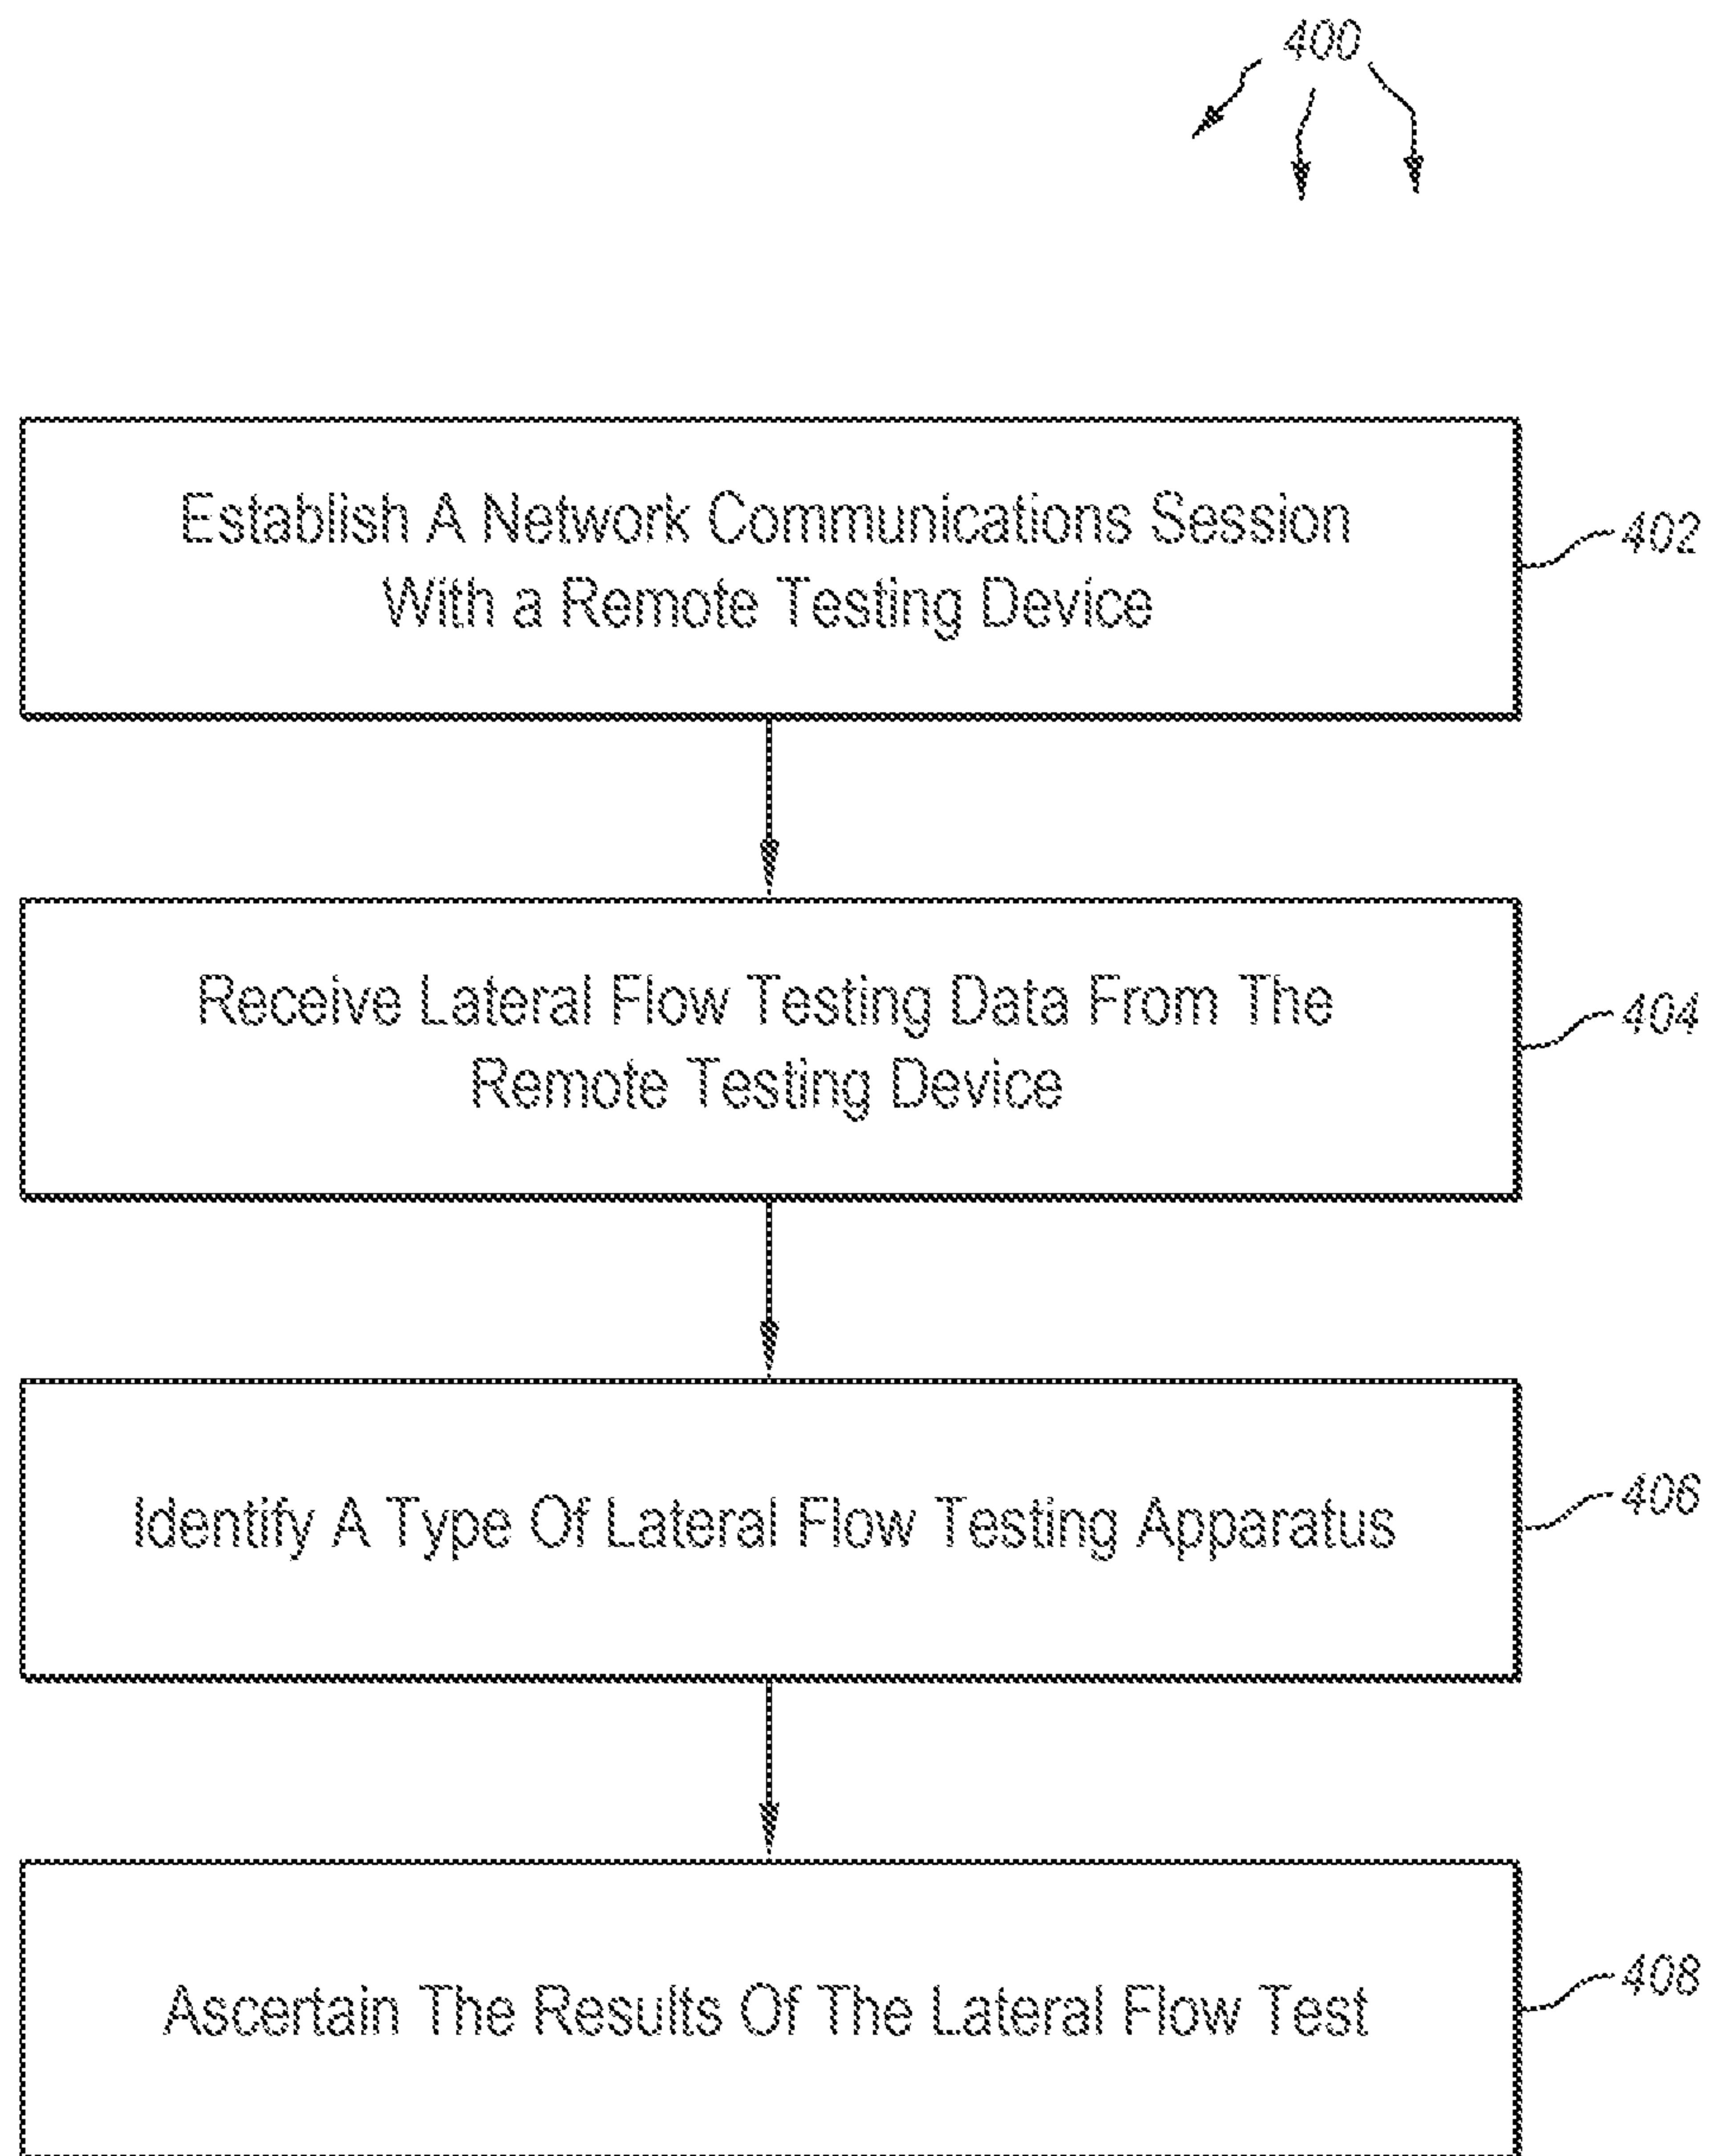 400
Establish A Network Communications Session
With a Remote Testing Device
402
Receive Lateral Flow Testing Data From The
Remote Testing Device
404
Identify A Type Of Lateral Flow Testing Apparatus
406
Ascertain The Results Of The Lateral Flow Test
408